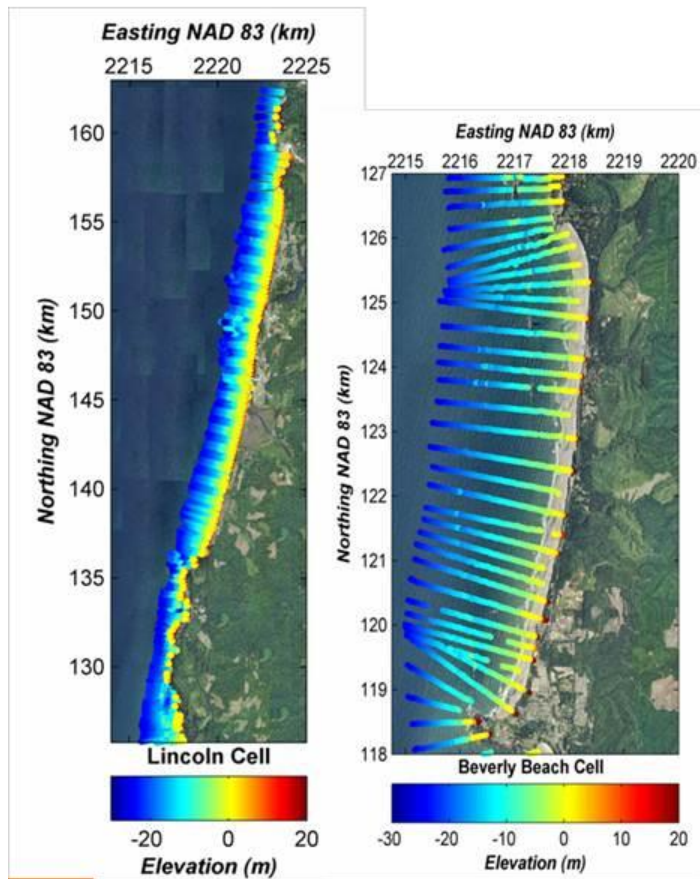 Easting NAD 83 (km)
2215 2220 2225
160
155
150
145
140
135
130
Northing NAD 83 (km)
Lincoln Cell
-20 0 20
Elevation (m)
Easting NAD 83 (km)
2215 2216 2217 2218 2219 2220
127
126
125
124
123
122
121
120
119
118
Northing NAD 83 (km)
Beverly Beach Cell
-30 -20 -10 0 10 20
Elevation (m)